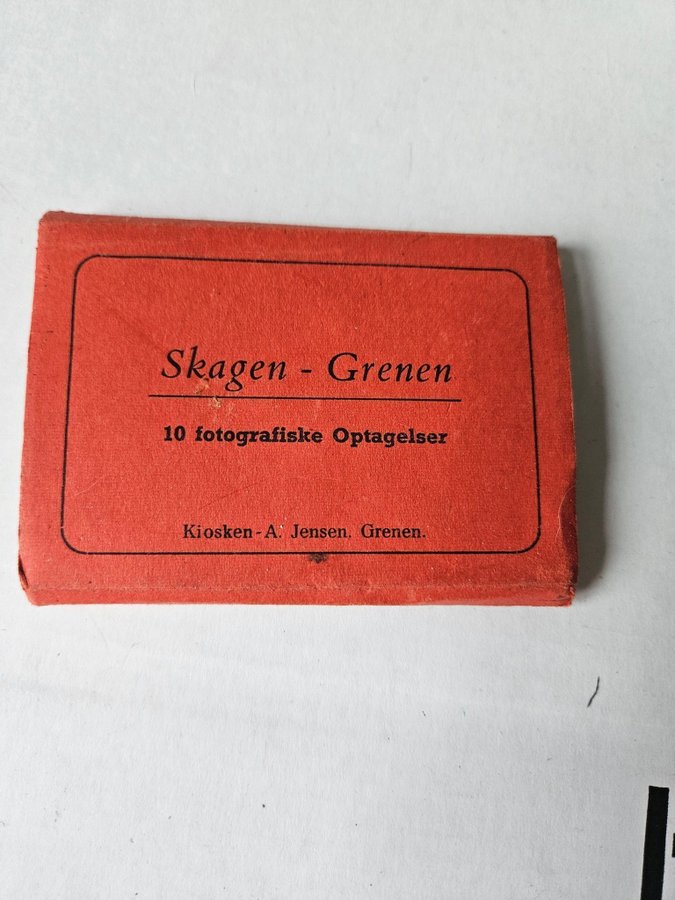 Skagen - Grenen
10 fotografiske Optagelser
Kiosken - A. Jensen. Grenen.